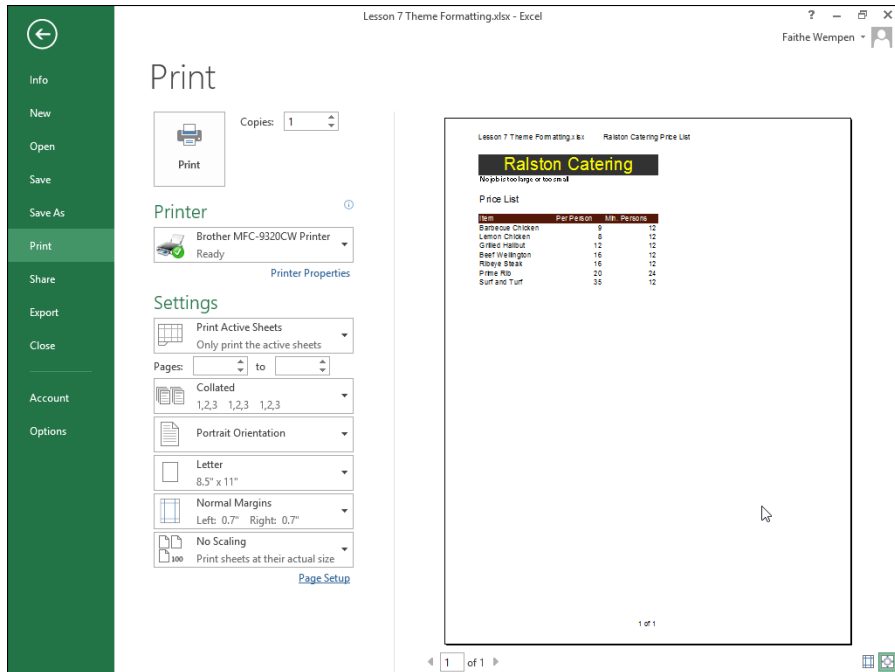 Lesson 7 Theme Formatting.xlsx - Excel
?
Faithe Wempen
Info
New
Open
Save
Save As
Print
Share
Export
Close
Account
Options
Print
Print
Copies: 1
Printer
Brother MFC-9320CW Printer
Ready
Printer Properties
Settings
Print Active Sheets
Only print the active sheets
Pages: to
Collated
1,2,3 1,2,3 1,2,3
Portrait Orientation
Letter
8.5" x 11"
Normal Margins
Left: 0.7" Right: 0.7"
No Scaling
100
Print sheets at their actual size
Page Setup
Lesson 7 Theme Formatting.xlsx Ralston Catering Price List
Ralston Catering
No job is too large or too small
Price List
Item Per Person Min. Persons
Barbecue Chicken 9 12
Lemon Chicken 8 12
Grilled Halibut 12 12
Beef Wellington 16 12
Ribeye Steak 16 12
Prime Rib 20 24
Surf and Turf 35 12
1 of 1
1 of 1